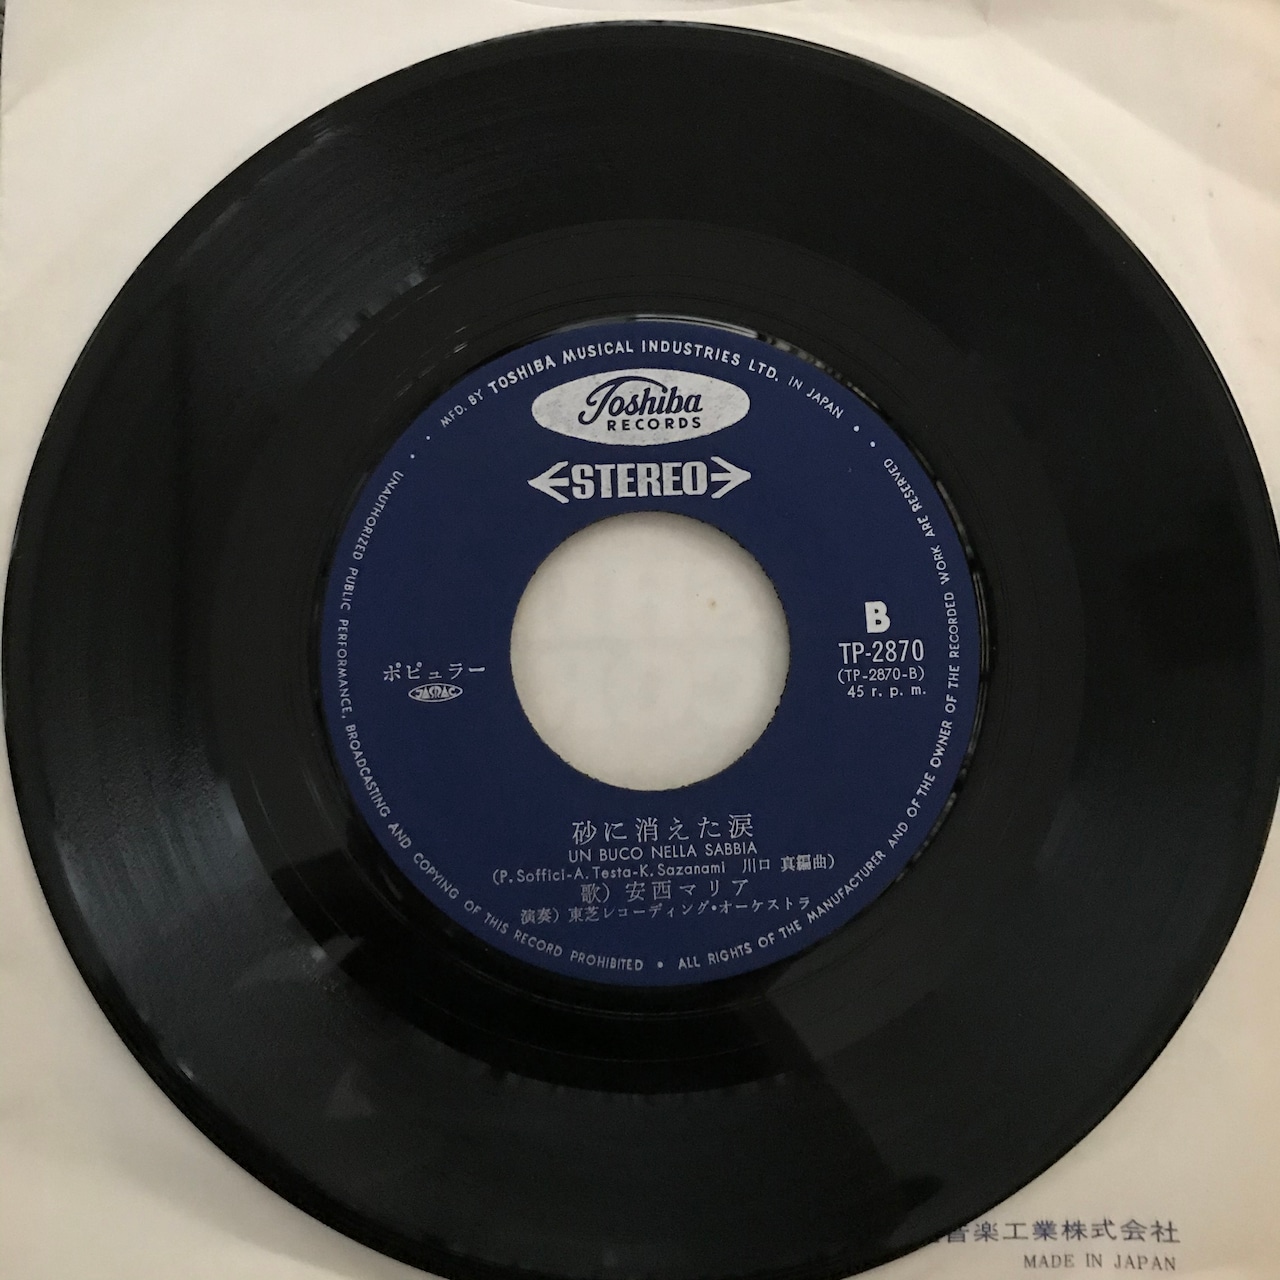 MFD. BY TOSHIBA MUSICAL INDUSTRIES LTD. IN JAPAN
Toshiba
RECORDS
STEREO
B
TP-2870
(TP-2870-B)
45 r. p. m.
ポピュラー
JASRAC
砂に消えた涙
UN BUCO NELLA SABBIA
(P. Soffici-A. Testa-K. Sazanami 川口 真編曲)
歌) 安西マリア
演奏) 東芝レコーディング・オーケストラ
UNAUTHORIZED PUBLIC PERFORMANCE, BROADCASTING AND COPYING OF THIS RECORD PROHIBITED • ALL RIGHTS OF THE MANUFACTURER AND OF THE OWNER OF THE RECORDED WORK ARE RESERVED
音楽工業株式会社
MADE IN JAPAN